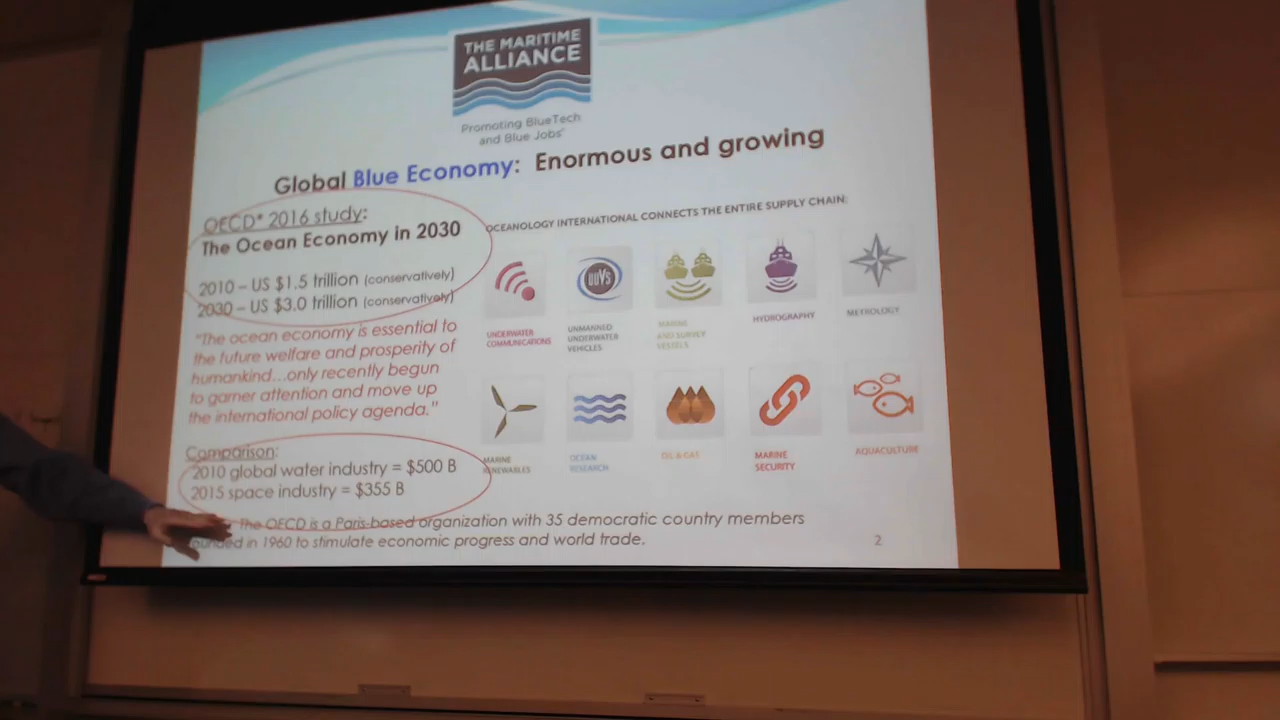 THE MARITIME
ALLIANCE
Promoting BlueTech
and Blue Jobs
Global Blue Economy: Enormous and growing
OECD* 2016 study:
The Ocean Economy in 2030
2010 – US $1.5 trillion (conservatively)
2030 – US $3.0 trillion (conservatively)
"The ocean economy is essential to
the future welfare and prosperity of
humankind...only recently begun
to garner attention and move up
the international policy agenda."
Comparison:
2010 global water industry = $500 B
2015 space industry = $355 B
OCEANOLOGY INTERNATIONAL CONNECTS THE ENTIRE SUPPLY CHAIN:
UUVS
UNDERWATER
COMMUNICATIONS
UNMANNED
UNDERWATER
VEHICLES
MARINE
AND SURVEY
VESSELS
HYDROGRAPHY
METROLOGY
MARINE
RENEWABLES
OCEAN
RESEARCH
OIL & GAS
MARINE
SECURITY
AQUACULTURE
The OECD is a Paris-based organization with 35 democratic country members
founded in 1960 to stimulate economic progress and world trade.
2